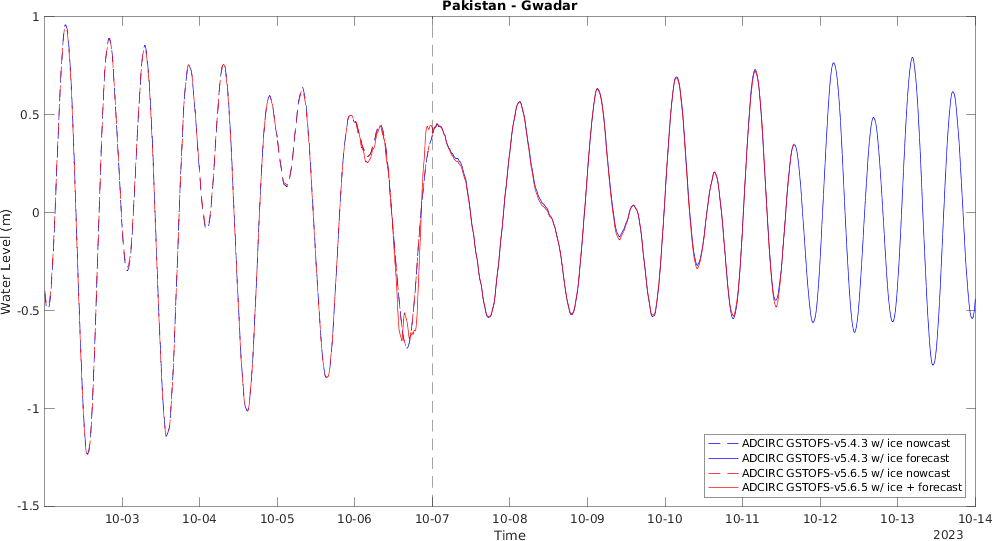 Pakistan - Gwadar
Water Level (m)
1
0.5
0
-0.5
-1
-1.5
10-03 10-04 10-05 10-06 10-07 10-08 10-09 10-10 10-11 10-12 10-13 10-14
Time
2023
ADCIRC GSTOFS-v5.4.3 w/ ice nowcast
ADCIRC GSTOFS-v5.4.3 w/ ice forecast
ADCIRC GSTOFS-v5.6.5 w/ ice nowcast
ADCIRC GSTOFS-v5.6.5 w/ ice + forecast